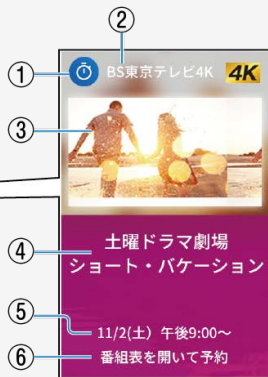 ②
① BS東京テレビ4K 4K
③
④ 土曜ドラマ劇場
ショート・バケーション
⑤ 11/2(土) 午後9:00～
⑥ 番組表を開いて予約